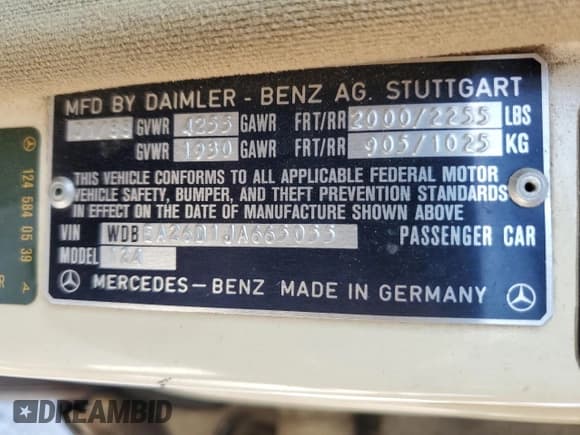 MFD BY DAIMLER - BENZ AG. STUTTGART
GVWR 4255 GAWR FRT/RR 2000/2255 LBS
GVWR 1930 GAWR FRT/RR 905/1025 KG
THIS VEHICLE CONFORMS TO ALL APPLICABLE FEDERAL MOTOR
VEHICLE SAFETY, BUMPER, AND THEFT PREVENTION STANDARDS
IN EFFECT ON THE DATE OF MANUFACTURE SHOWN ABOVE
VIN WDBEA26D1JA665055 PASSENGER CAR
MODEL 124
MERCEDES-BENZ MADE IN GERMANY
124 584 05 39
DREAMBID